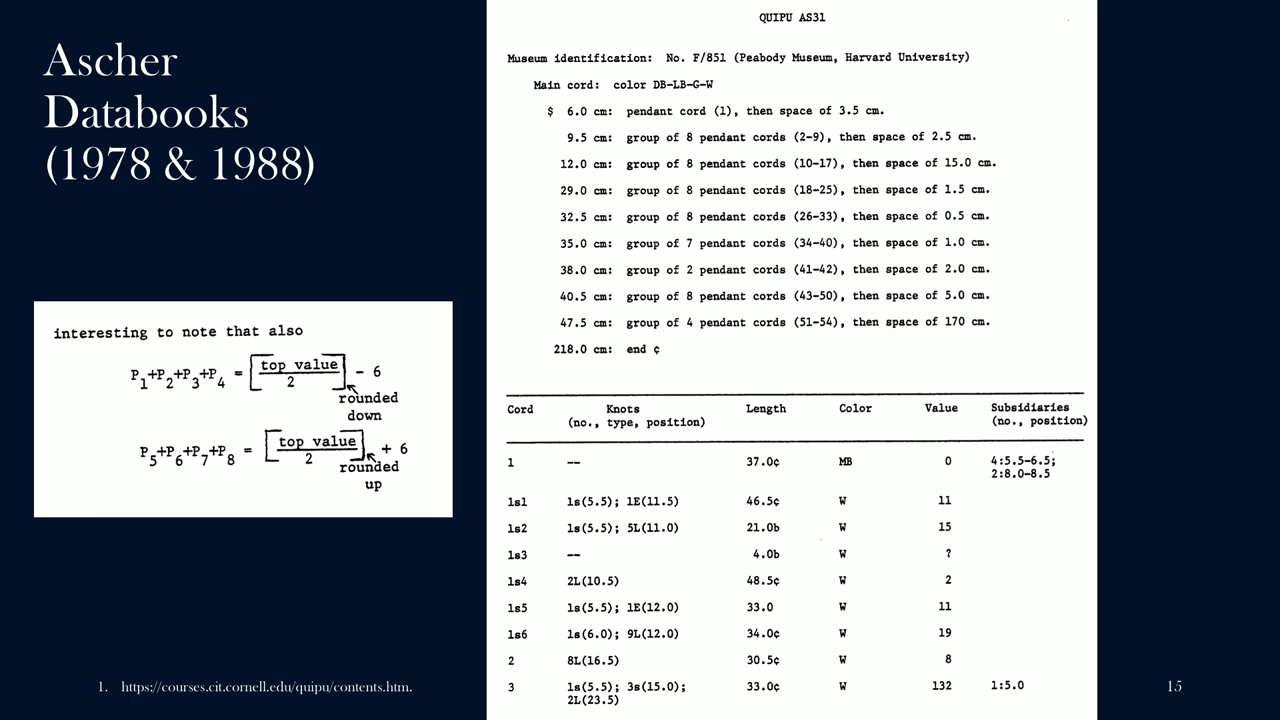 Ascher
Databooks
(1978 & 1988)
interesting to note that also
P1+P2+P3+P4 = [top value / 2] - 6
rounded
down
P5+P6+P7+P8 = [top value / 2] + 6
rounded
up
1. https://courses.cit.cornell.edu/quipu/contents.htm.
QUIPU AS31
Museum identification: No. F/851 (Peabody Museum, Harvard University)
Main cord: color DB-LB-G-W
$ 6.0 cm: pendant cord (1), then space of 3.5 cm.
9.5 cm: group of 8 pendant cords (2-9), then space of 2.5 cm.
12.0 cm: group of 8 pendant cords (10-17), then space of 15.0 cm.
29.0 cm: group of 8 pendant cords (18-25), then space of 1.5 cm.
32.5 cm: group of 8 pendant cords (26-33), then space of 0.5 cm.
35.0 cm: group of 7 pendant cords (34-40), then space of 1.0 cm.
38.0 cm: group of 2 pendant cords (41-42), then space of 2.0 cm.
40.5 cm: group of 8 pendant cords (43-50), then space of 5.0 cm.
47.5 cm: group of 4 pendant cords (51-54), then space of 170 cm.
218.0 cm: end ¢
Cord Knots Length Color Value Subsidiaries
(no., type, position) (no., position)
1 -- 37.0¢ MB 0 4:5.5-6.5;
2:8.0-8.5
1s1 1s(5.5); 1E(11.5) 46.5¢ W 11
1s2 1s(5.5); 5L(11.0) 21.0b W 15
1s3 -- 4.0b W ?
1s4 2L(10.5) 48.5¢ W 2
1s5 1s(5.5); 1E(12.0) 33.0 W 11
1s6 1s(6.0); 9L(12.0) 34.0¢ W 19
2 8L(16.5) 30.5¢ W 8
3 1s(5.5); 3s(15.0); 33.0¢ W 132 1:5.0
2L(23.5)
15